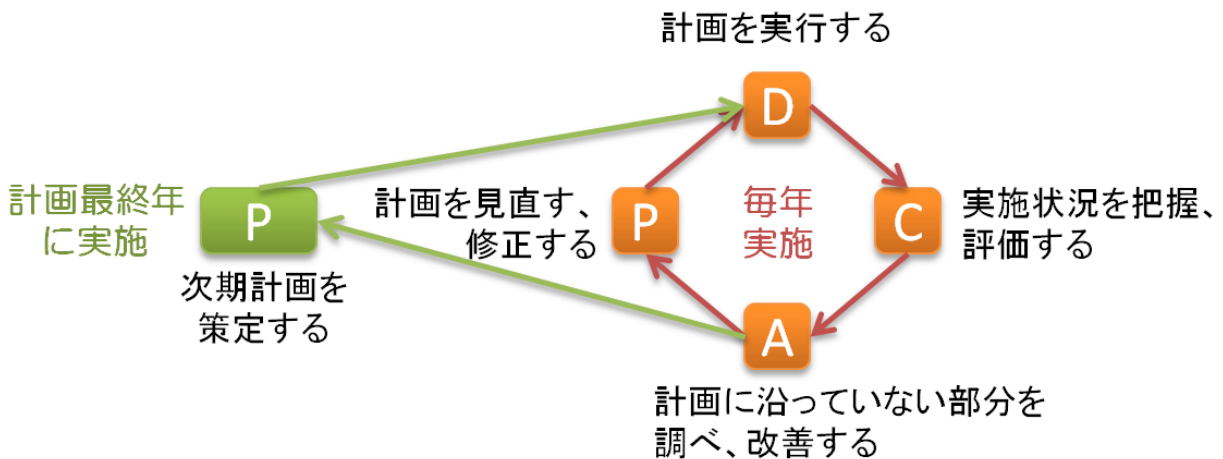 計画を実行する
D
計画最終年
に実施
P
次期計画を
策定する
計画を見直す、
修正する
P
毎年
実施
C
実施状況を把握、
評価する
A
計画に沿っていない部分を
調べ、改善する